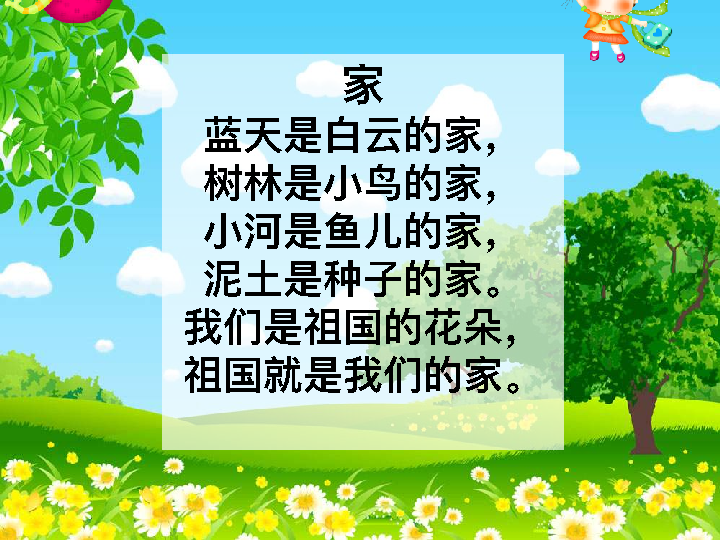 家
蓝天是白云的家，
树林是小鸟的家，
小河是鱼儿的家，
泥土是种子的家。
我们是祖国的花朵，
祖国就是我们的家。